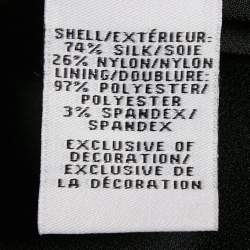 SHELL/EXTÉRIEUR:
74% SILK/SOIE
26% NYLON/NYLON
LINING/DOUBLURE:
97% POLYESTER/
POLYESTER
3% SPANDEX/
SPANDEX
EXCLUSIVE OF
DECORATION/
EXCLUSIVE DE
LA DÉCORATION